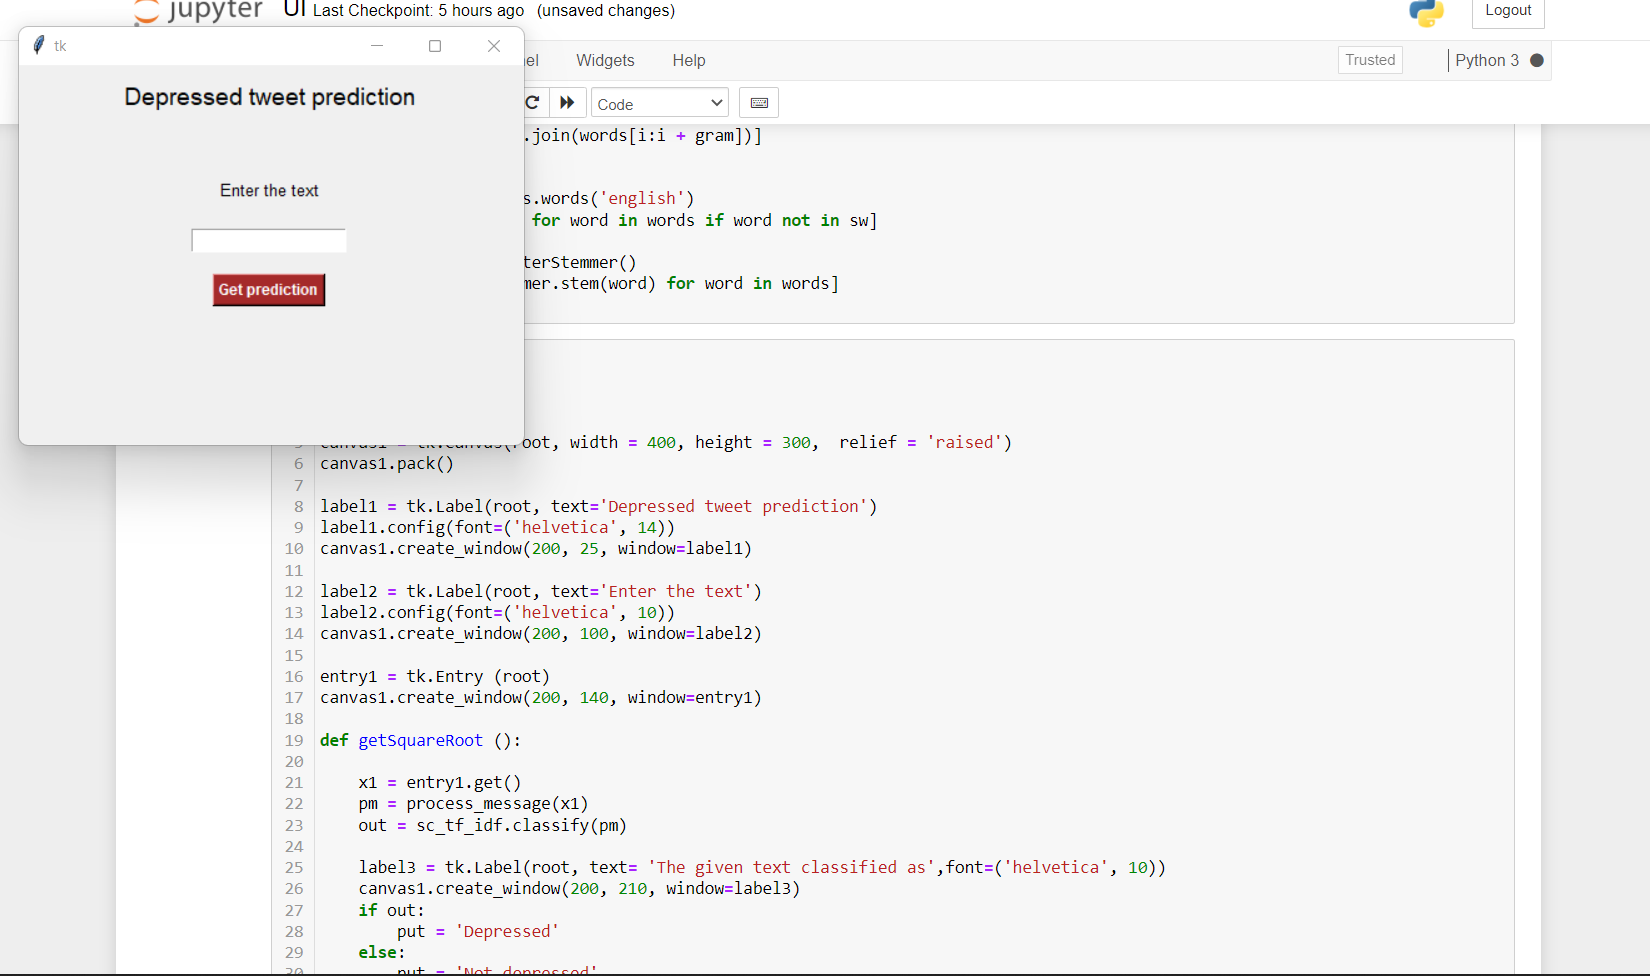 jupyter UI Last Checkpoint: 5 hours ago (unsaved changes)
Logout
tk
el Widgets Help
Trusted
Python 3
Code
Depressed tweet prediction
Enter the text
Get prediction
.join(words[i:i + gram])]
s.words('english')
for word in words if word not in sw]
terStemmer()
mer.stem(word) for word in words]
5 canvas1 = tk.Canvas(root, width = 400, height = 300,  relief = 'raised')
6 canvas1.pack()
7
8 label1 = tk.Label(root, text='Depressed tweet prediction')
9 label1.config(font=('helvetica', 14))
10 canvas1.create_window(200, 25, window=label1)
11
12 label2 = tk.Label(root, text='Enter the text')
13 label2.config(font=('helvetica', 10))
14 canvas1.create_window(200, 100, window=label2)
15
16 entry1 = tk.Entry (root)
17 canvas1.create_window(200, 140, window=entry1)
18
19 def getSquareRoot ():
20
21     x1 = entry1.get()
22     pm = process_message(x1)
23     out = sc_tf_idf.classify(pm)
24
25     label3 = tk.Label(root, text= 'The given text classified as',font=('helvetica', 10))
26     canvas1.create_window(200, 210, window=label3)
27     if out:
28         put = 'Depressed'
29     else:
30         put = 'Not depressed'